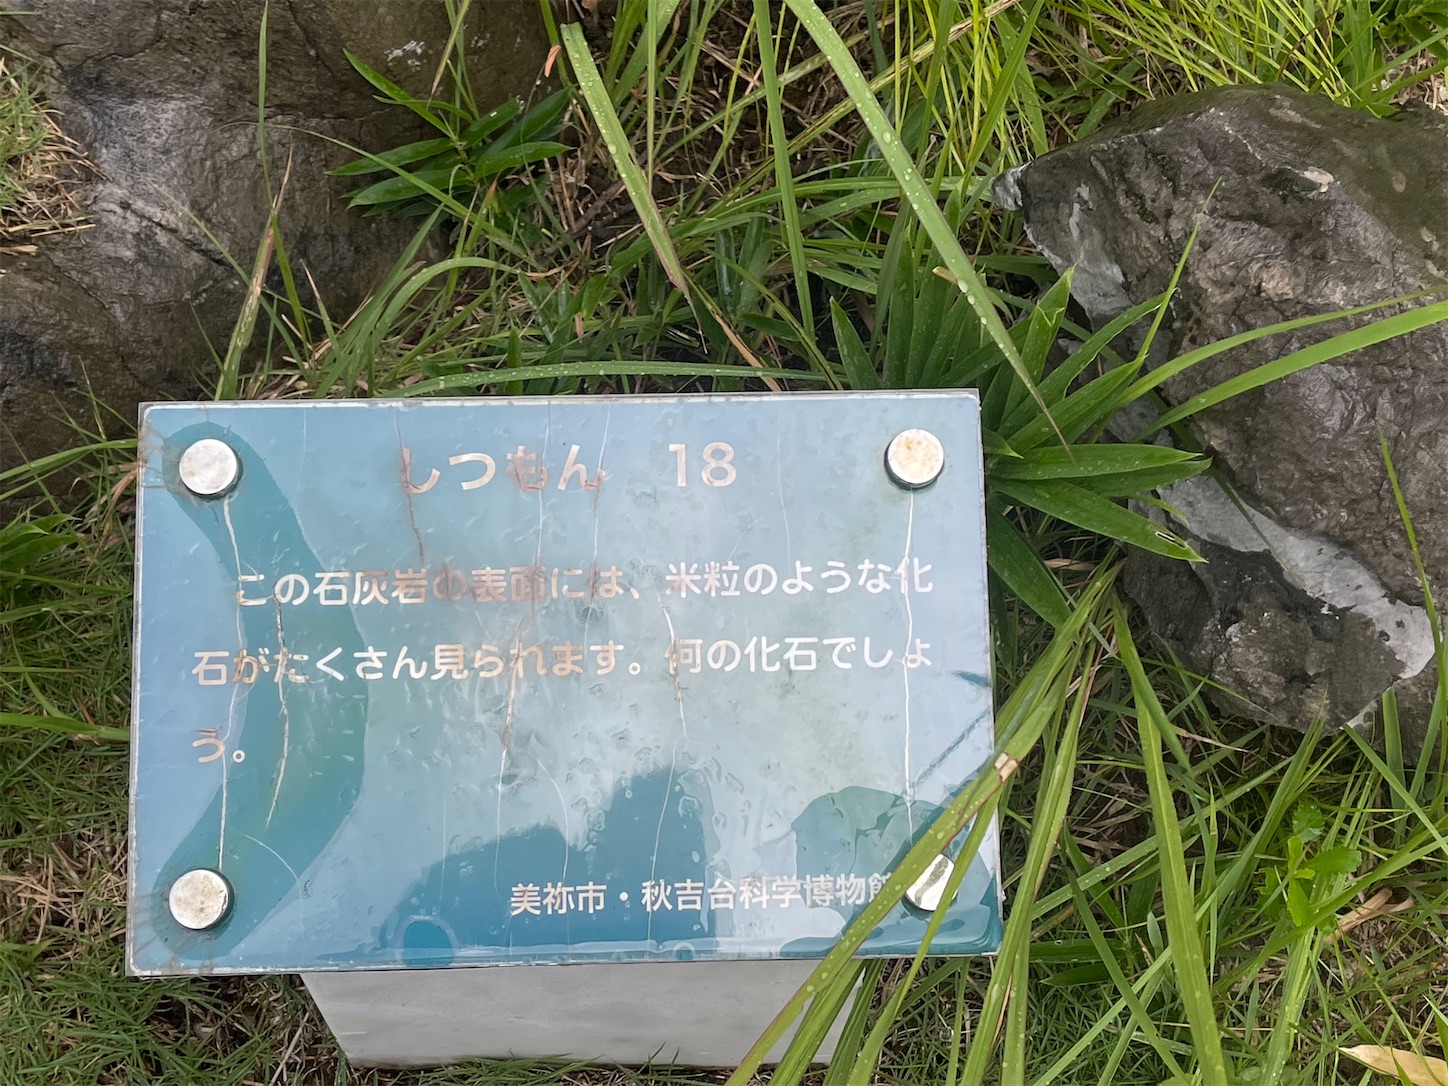 しつもん 18
この石灰岩の表面には、米粒のような化
石がたくさん見られます。何の化石でしょ
う。
美祢市・秋吉台科学博物館